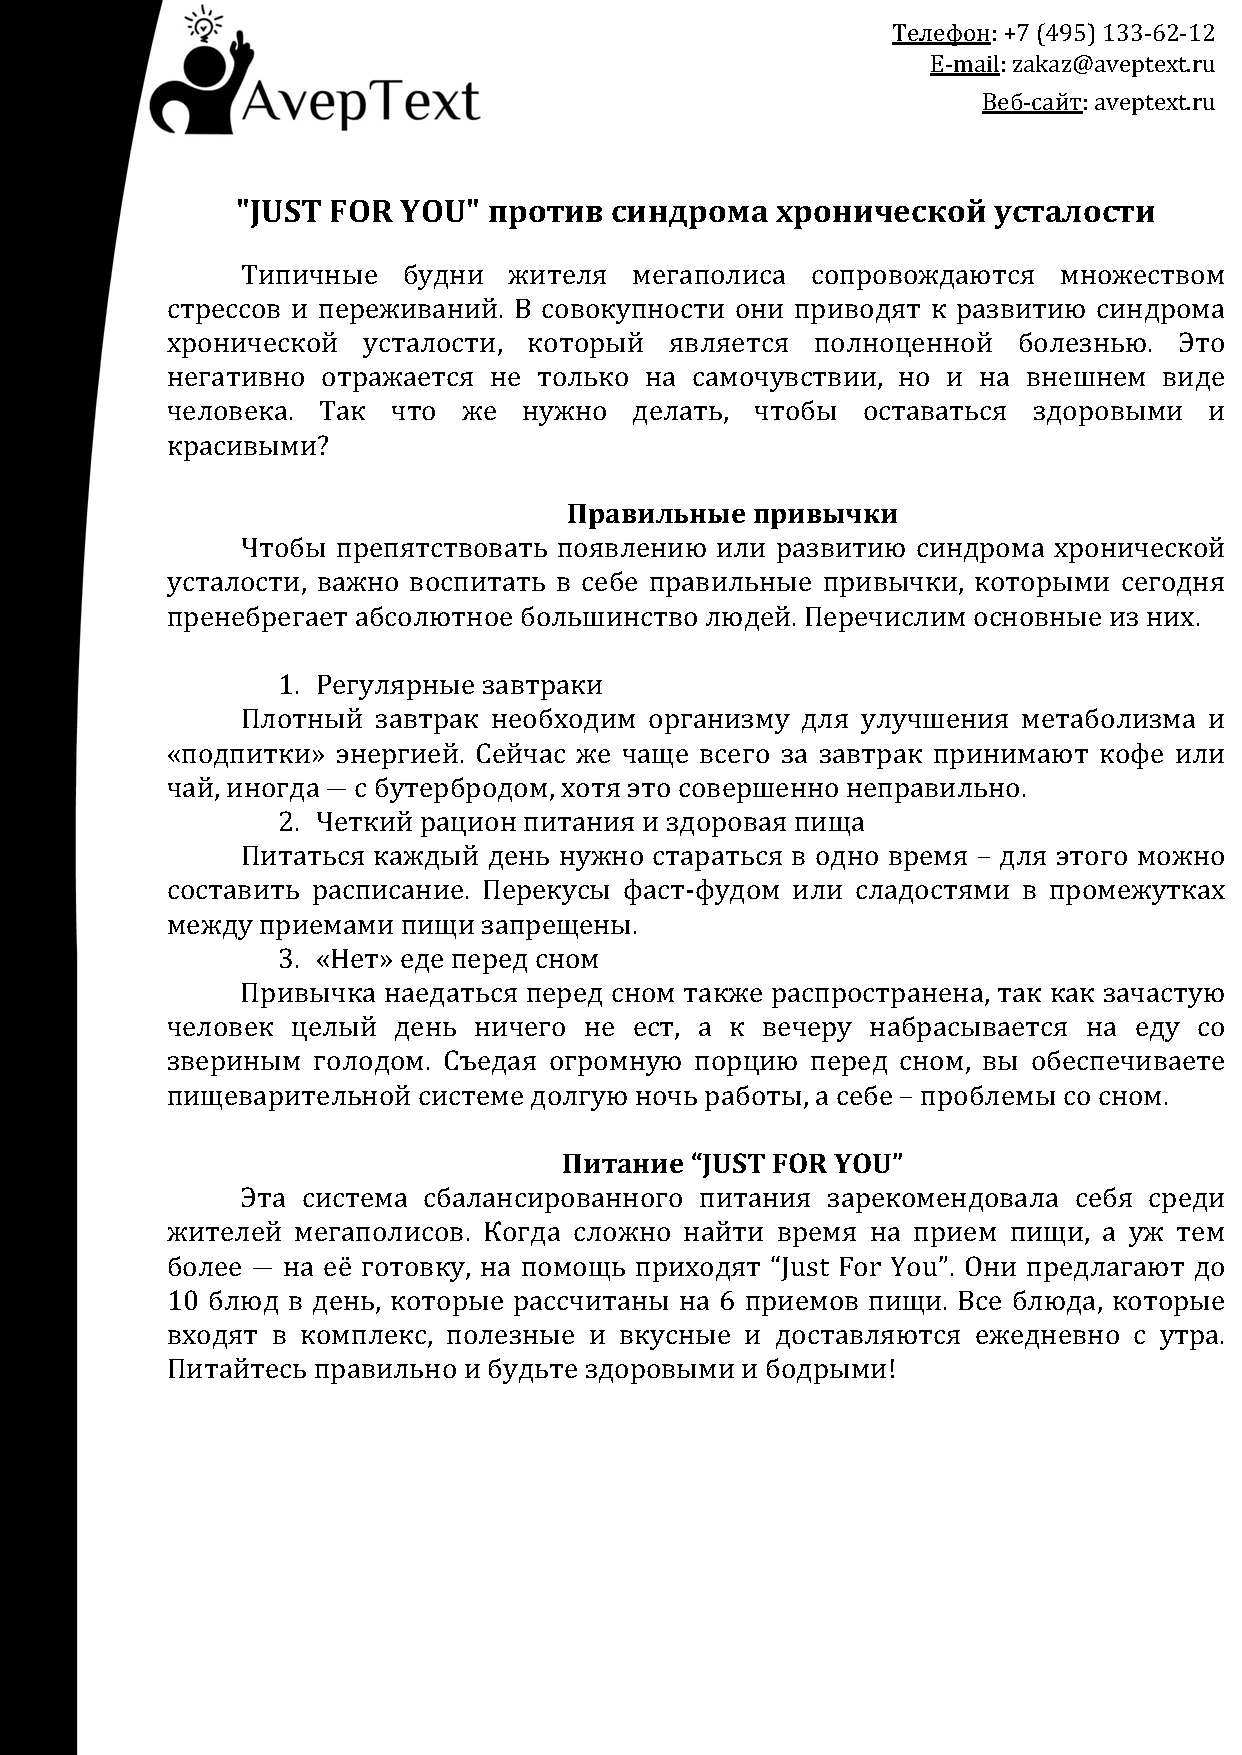 AvepText
Телефон: +7 (495) 133-62-12
E-mail: zakaz@aveptext.ru
Веб-сайт: aveptext.ru
"JUST FOR YOU" против синдрома хронической усталости
Типичные будни жителя мегаполиса сопровождаются множеством
стрессов и переживаний. В совокупности они приводят к развитию синдрома
хронической усталости, который является полноценной болезнью. Это
негативно отражается не только на самочувствии, но и на внешнем виде
человека. Так что же нужно делать, чтобы оставаться здоровыми и
красивыми?
Правильные привычки
Чтобы препятствовать появлению или развитию синдрома хронической
усталости, важно воспитать в себе правильные привычки, которыми сегодня
пренебрегает абсолютное большинство людей. Перечислим основные из них.
1. Регулярные завтраки
Плотный завтрак необходим организму для улучшения метаболизма и
«подпитки» энергией. Сейчас же чаще всего за завтрак принимают кофе или
чай, иногда — с бутербродом, хотя это совершенно неправильно.
2. Четкий рацион питания и здоровая пища
Питаться каждый день нужно стараться в одно время – для этого можно
составить расписание. Перекусы фаст-фудом или сладостями в промежутках
между приемами пищи запрещены.
3. «Нет» еде перед сном
Привычка наедаться перед сном также распространена, так как зачастую
человек целый день ничего не ест, а к вечеру набрасывается на еду со
звериным голодом. Съедая огромную порцию перед сном, вы обеспечиваете
пищеварительной системе долгую ночь работы, а себе – проблемы со сном.
Питание “JUST FOR YOU”
Эта система сбалансированного питания зарекомендовала себя среди
жителей мегаполисов. Когда сложно найти время на прием пищи, а уж тем
более — на её готовку, на помощь приходят “Just For You”. Они предлагают до
10 блюд в день, которые рассчитаны на 6 приемов пищи. Все блюда, которые
входят в комплекс, полезные и вкусные и доставляются ежедневно с утра.
Питайтесь правильно и будьте здоровыми и бодрыми!